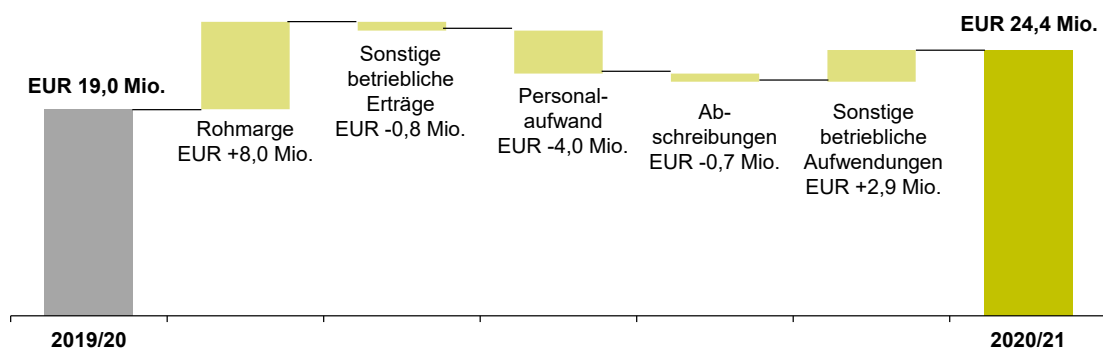 EUR 19,0 Mio.
Rohmarge
EUR +8,0 Mio.
Sonstige
betriebliche
Erträge
EUR -0,8 Mio.
Personal-
aufwand
EUR -4,0 Mio.
Ab-
schreibungen
EUR -0,7 Mio.
Sonstige
betriebliche
Aufwendungen
EUR +2,9 Mio.
EUR 24,4 Mio.
2019/20
2020/21